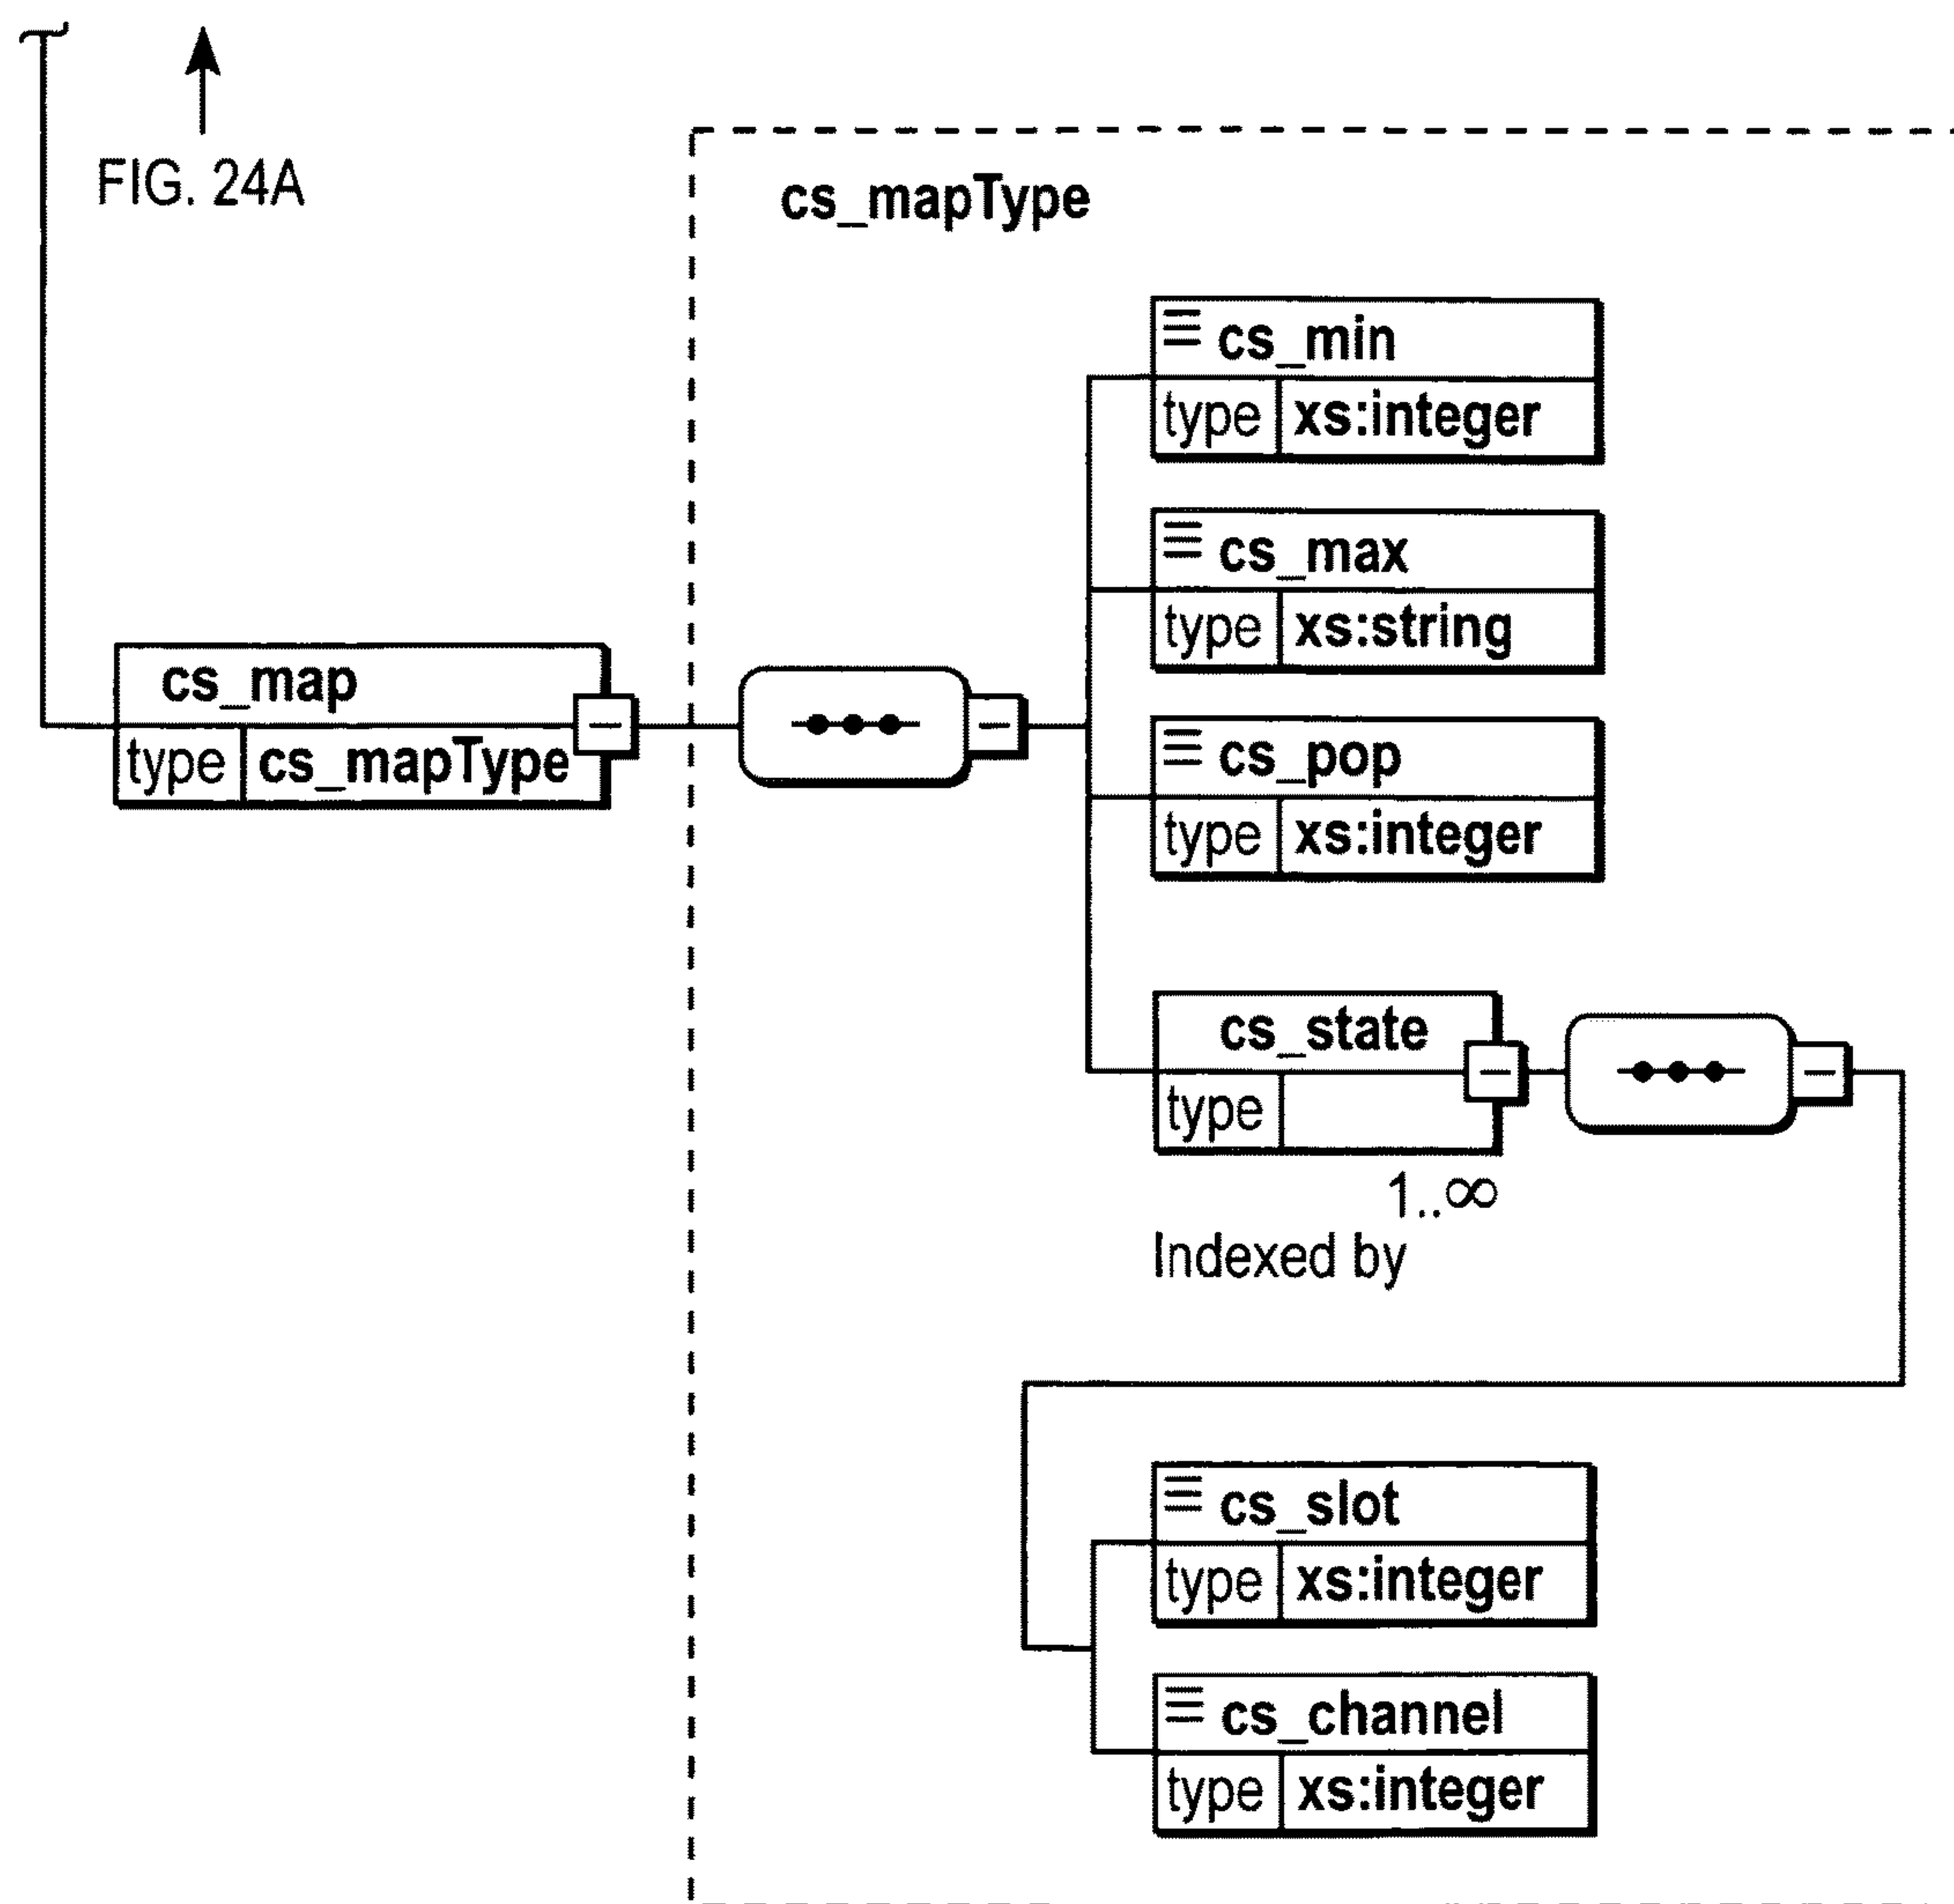 FIG. 24A
cs_mapType
cs_min
type xs:integer
cs_max
type xs:string
cs_map
type cs_mapType
cs_pop
type xs:integer
cs_state
type
1..∞
Indexed by
cs_slot
type xs:integer
cs_channel
type xs:integer